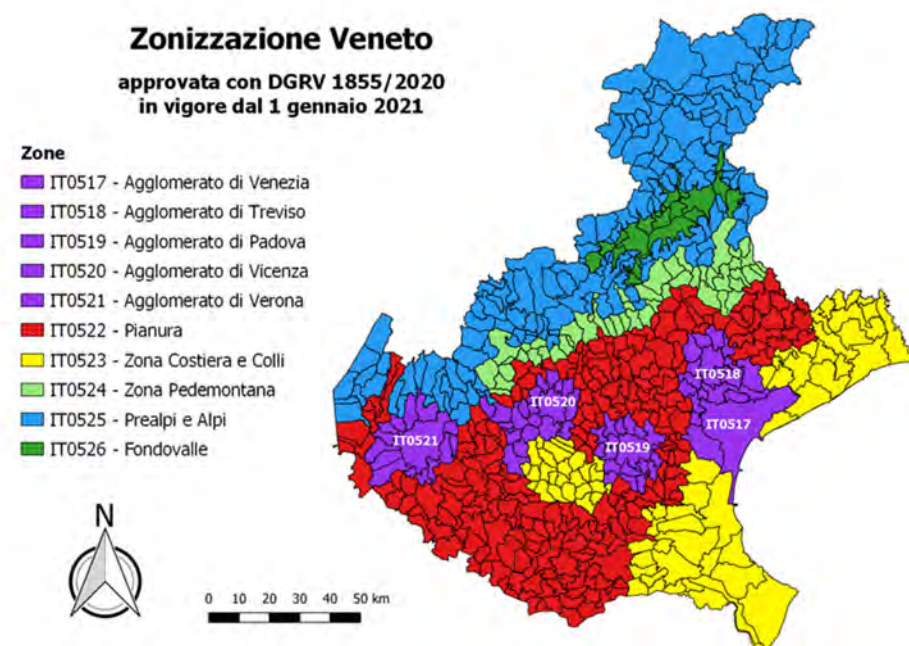 Zonizzazione Veneto
approvata con DGRV 1855/2020
in vigore dal 1 gennaio 2021
Zone
IT0517 - Agglomerato di Venezia
IT0518 - Agglomerato di Treviso
IT0519 - Agglomerato di Padova
IT0520 - Agglomerato di Vicenza
IT0521 - Agglomerato di Verona
IT0522 - Pianura
IT0523 - Zona Costiera e Colli
IT0524 - Zona Pedemontana
IT0525 - Prealpi e Alpi
IT0526 - Fondovalle
IT0518
IT0520
IT0517
IT0521
IT0519
N
0 10 20 30 40 50 km